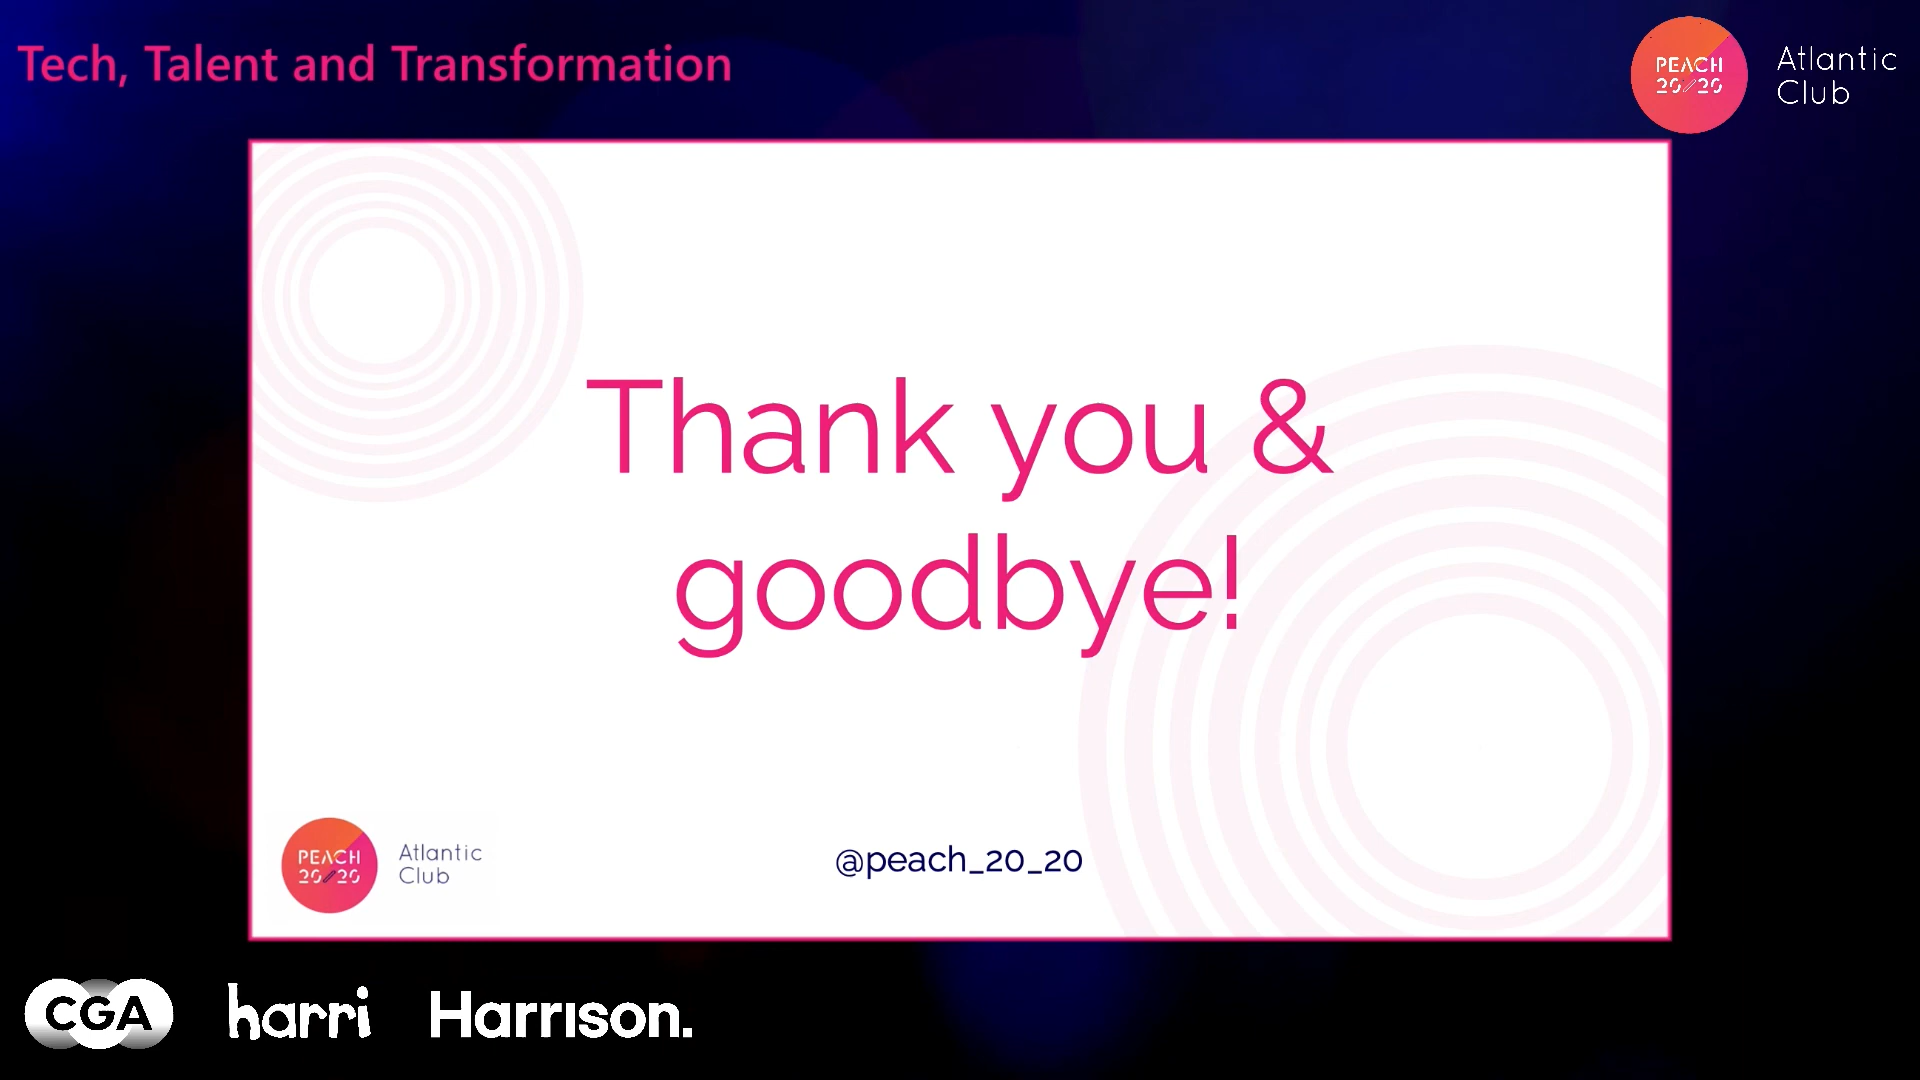 Tech, Talent and Transformation
PEACH
20//20
Atlantic
Club
Thank you &
goodbye!
PEACH
20//20
Atlantic
Club
@peach_20_20
CGA
harri
Harrison.